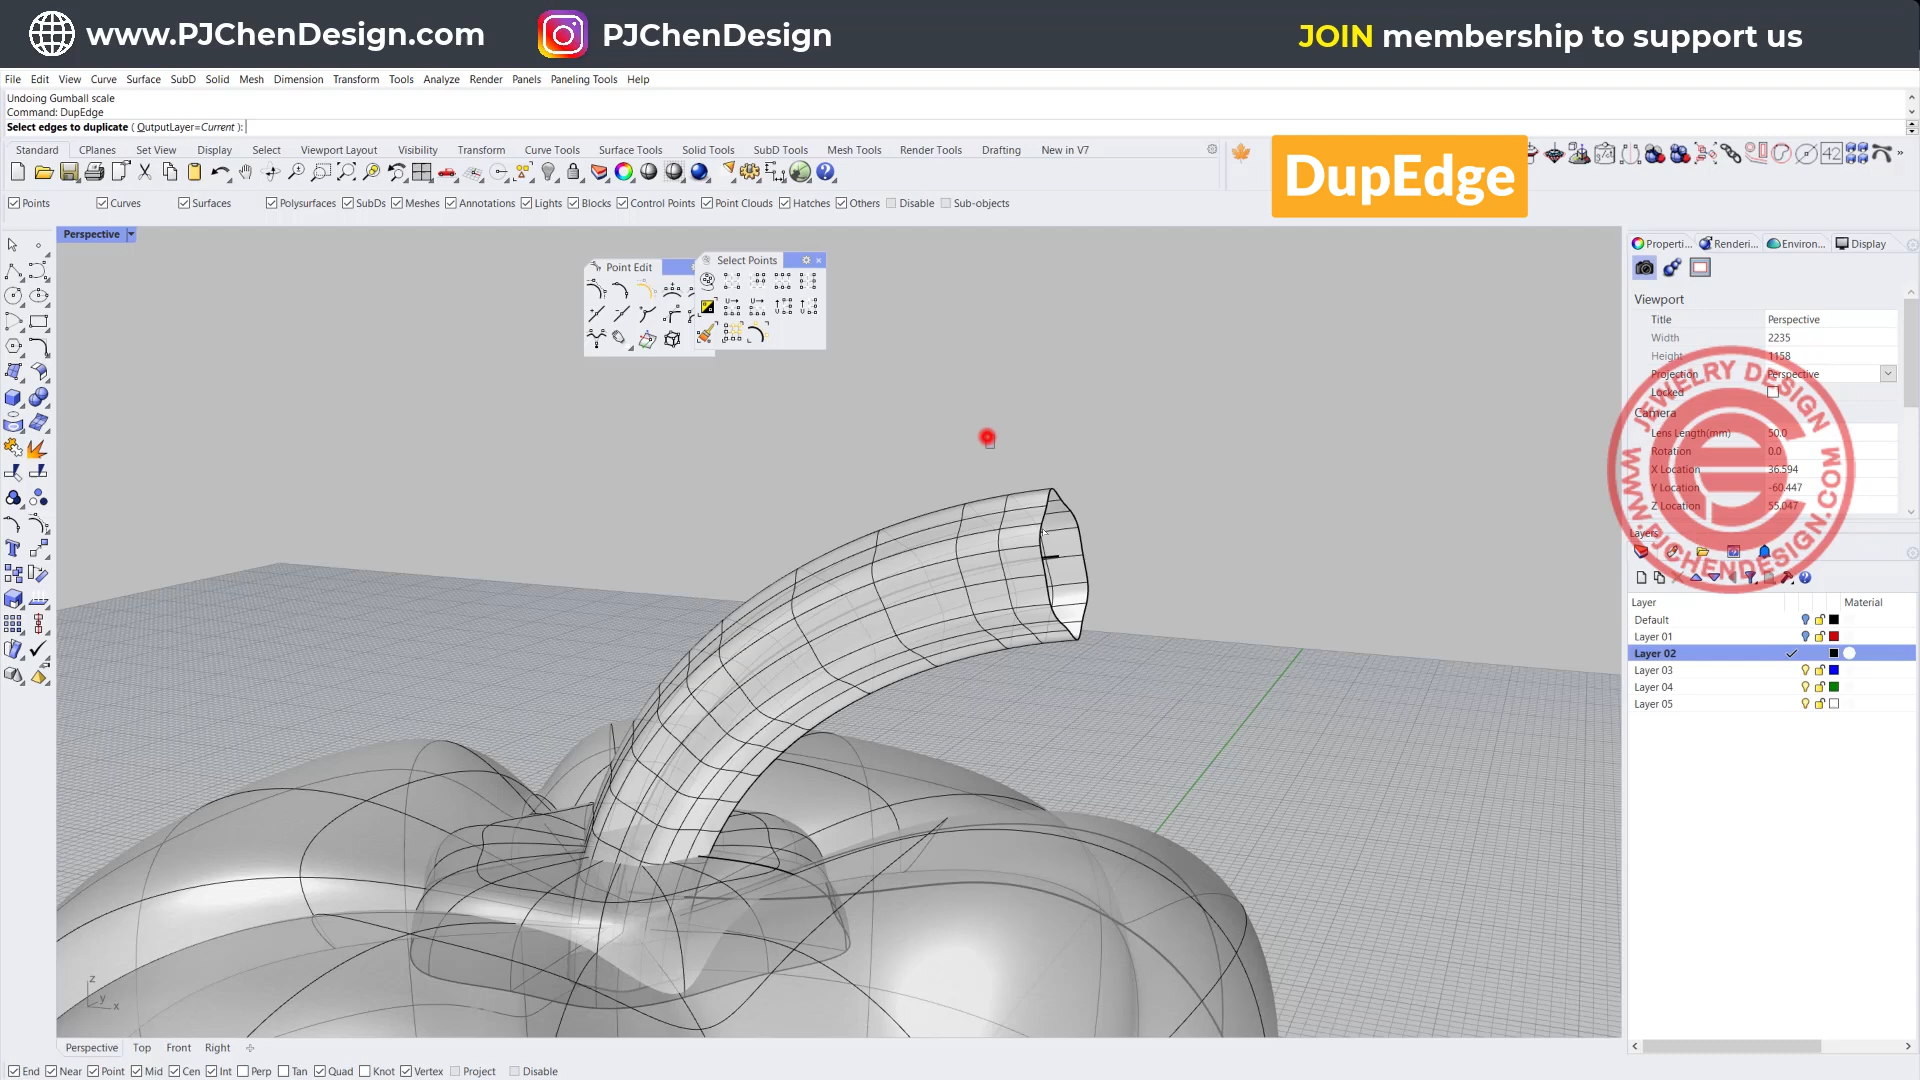 www.PJChenDesign.com PJChenDesign JOIN membership to support us
File Edit View Curve Surface SubD Solid Mesh Dimension Transform Tools Analyze Render Panels Paneling Tools Help
Undoing Gumball scale
Command: DupEdge
Select edges to duplicate ( OutputLayer=Current ):
Standard CPlanes Set View Display Select Viewport Layout Visibility Transform Curve Tools Surface Tools Solid Tools SubD Tools Mesh Tools Render Tools Drafting New in V7
DupEdge
42
Points Curves Surfaces Polysurfaces SubDs Meshes Annotations Lights Blocks Control Points Point Clouds Hatches Others Disable Sub-objects
Perspective
Point Edit
Select Points
Properti... Renderi... Environ... Display
Viewport
Title Perspective
Width 2235
Height 1158
Projection Perspective
Locked
Camera
Lens Length(mm) 50.0
Rotation 0.0
X Location 36.594
Y Location -60.447
Z Location 55.047
JEWELRY DESIGN
WWW.PJCHENDESIGN.COM
Layers
Layer Material
Default
Layer 01
Layer 02
Layer 03
Layer 04
Layer 05
z
y
x
Perspective Top Front Right
End Near Point Mid Cen Int Perp Tan Quad Knot Vertex Project Disable